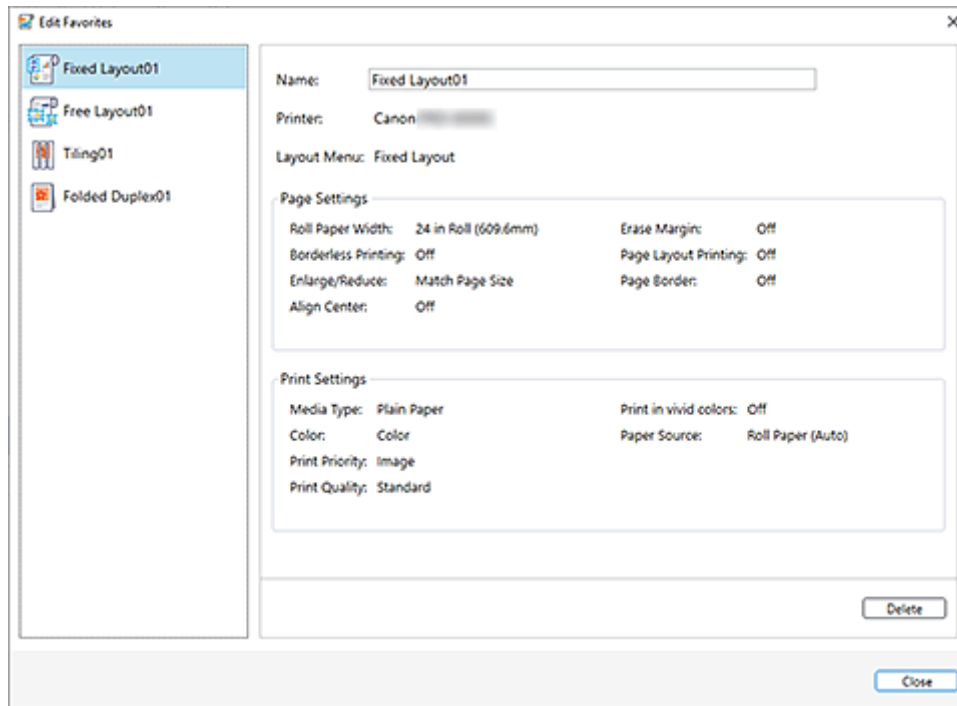 Edit Favorites
Fixed Layout01
Free Layout01
Tiling01
Folded Duplex01
Name: Fixed Layout01
Printer: Canon
Layout Menu: Fixed Layout
Page Settings
Roll Paper Width: 24 in Roll (609.6mm) Erase Margin: Off
Borderless Printing: Off Page Layout Printing: Off
Enlarge/Reduce: Match Page Size Page Border: Off
Align Center: Off
Print Settings
Media Type: Plain Paper Print in vivid colors: Off
Color: Color Paper Source: Roll Paper (Auto)
Print Priority: Image
Print Quality: Standard
Delete
Close